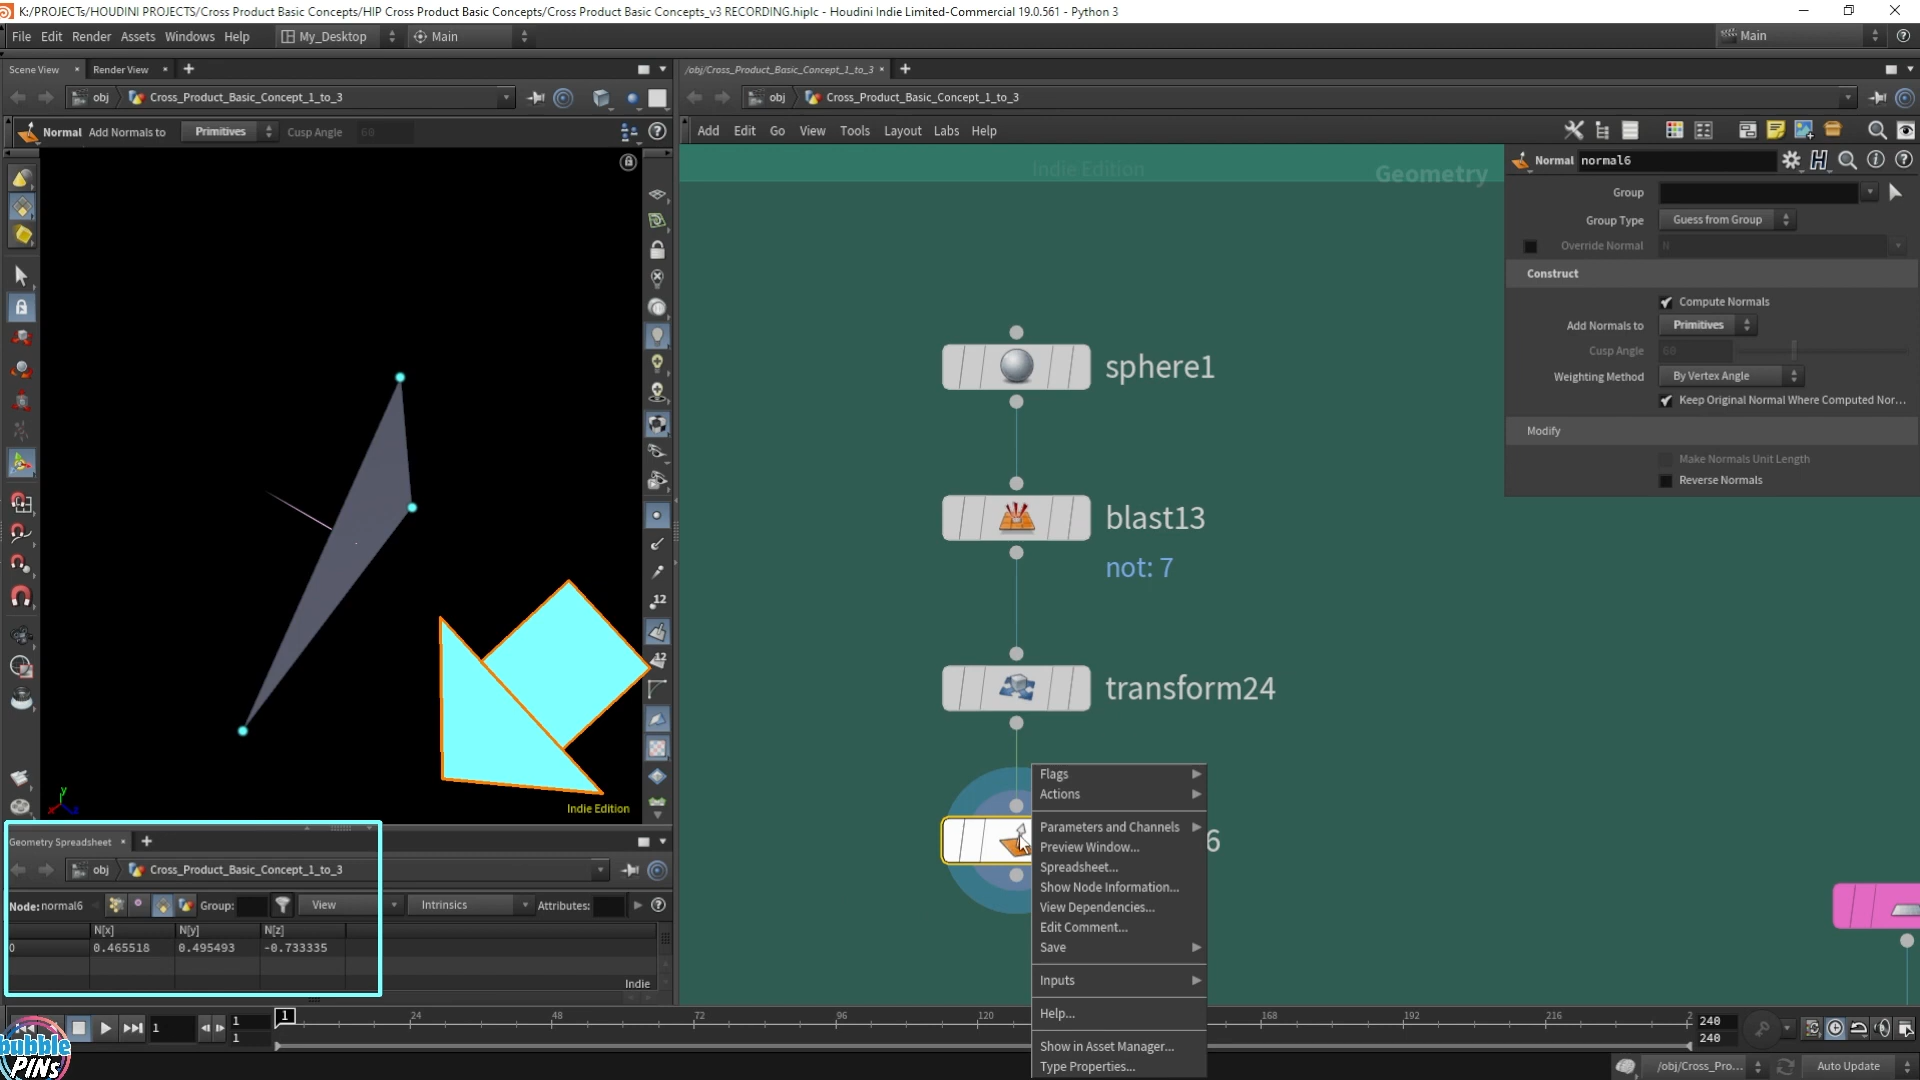 K:/PROJECTs/HOUDINI PROJECTS/Cross Product Basic Concepts/HIP Cross Product Basic Concepts/Cross Product Basic Concepts_v3 RECORDING.hiplc - Houdini Indie Limited-Commercial 19.0.561 - Python 3
File Edit Render Assets Windows Help My_Desktop Main Main
Scene View Render View
/obj/Cross_Product_Basic_Concept_1_to_3
obj Cross_Product_Basic_Concept_1_to_3
obj Cross_Product_Basic_Concept_1_to_3
Normal Add Normals to Primitives Cusp Angle 60
Add Edit Go View Tools Layout Labs Help
Indie Edition
Geometry
Normal normal6
Group
Group Type Guess from Group
Override Normal N
Construct
Compute Normals
Add Normals to Primitives
Cusp Angle 60
Weighting Method By Vertex Angle
Keep Original Normal Where Computed Nor...
Modify
Make Normals Unit Length
Reverse Normals
sphere1
blast13
not: 7
transform24
6
12
12
y
Indie Edition
Flags
Actions
Parameters and Channels
Preview Window...
Spreadsheet...
Show Node Information...
View Dependencies...
Edit Comment...
Save
Inputs
Help...
Show in Asset Manager...
Type Properties...
Geometry Spreadsheet
obj Cross_Product_Basic_Concept_1_to_3
Node: normal6 Group: View Intrinsics Attributes:
N[x] N[y] N[z]
0 0.465518 0.495493 -0.733335
Indie
1 1 1 24 48 72 96 120 168 192 216 2 240
1 240
bubble
PINs
/obj/Cross_Pro... Auto Update